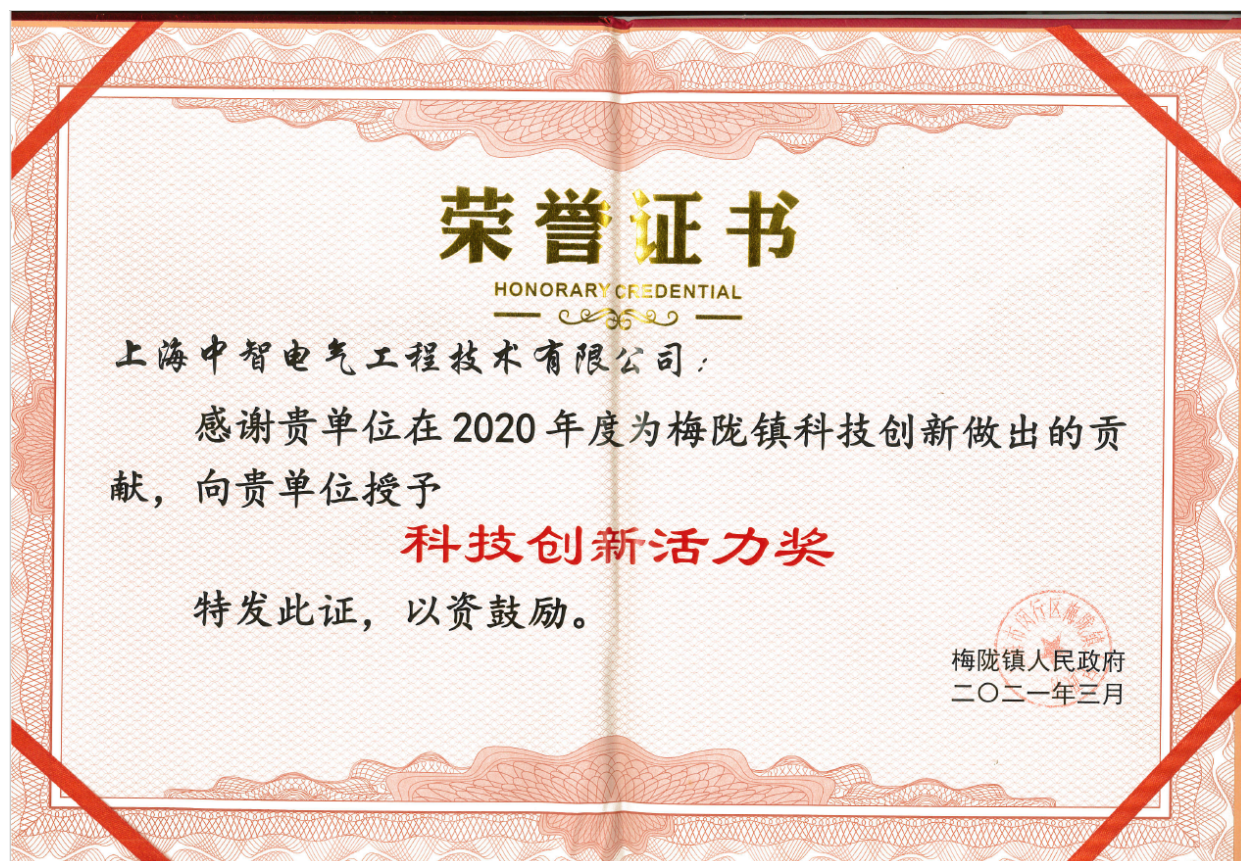 荣誉证书
HONORARY CREDENTIAL
上海中智电气工程技术有限公司：
感谢贵单位在2020年度为梅陇镇科技创新做出的贡
献，向贵单位授予
科技创新活力奖
特发此证，以资鼓励。
梅陇镇人民政府
二〇二一年三月